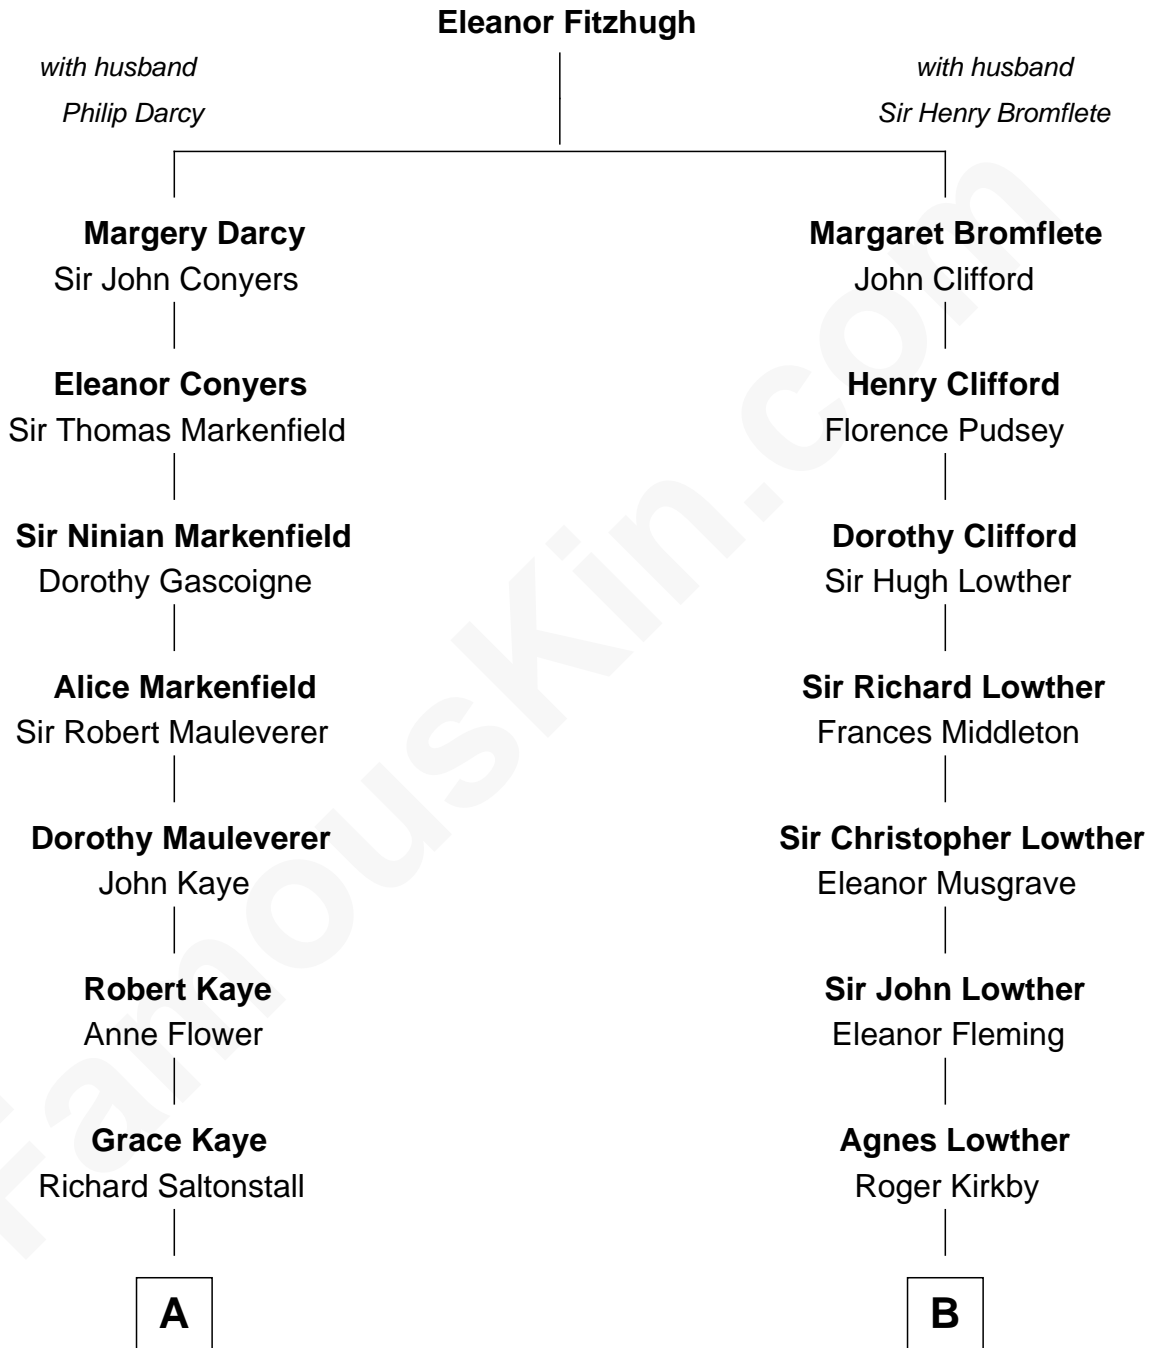 Eleanor Fitzhugh
with husband
Philip Darcy
with husband
Sir Henry Bromflete
Margery Darcy
Sir John Conyers
Margaret Bromflete
John Clifford
Eleanor Conyers
Sir Thomas Markenfield
Henry Clifford
Florence Pudsey
Sir Ninian Markenfield
Dorothy Gascoigne
Dorothy Clifford
Sir Hugh Lowther
Alice Markenfield
Sir Robert Mauleverer
Sir Richard Lowther
Frances Middleton
Dorothy Mauleverer
John Kaye
Sir Christopher Lowther
Eleanor Musgrave
Robert Kaye
Anne Flower
Sir John Lowther
Eleanor Fleming
Grace Kaye
Richard Saltonstall
Agnes Lowther
Roger Kirkby
A
B
FamousKin.com